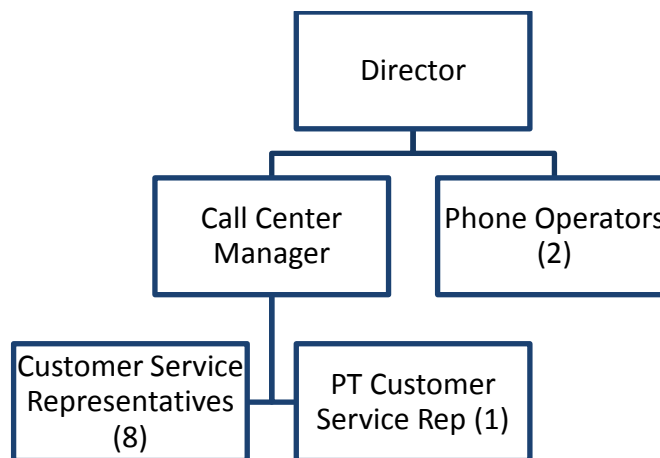 Director
Call Center
Manager
Phone Operators
(2)
Customer Service
Representatives
(8)
PT Customer
Service Rep (1)